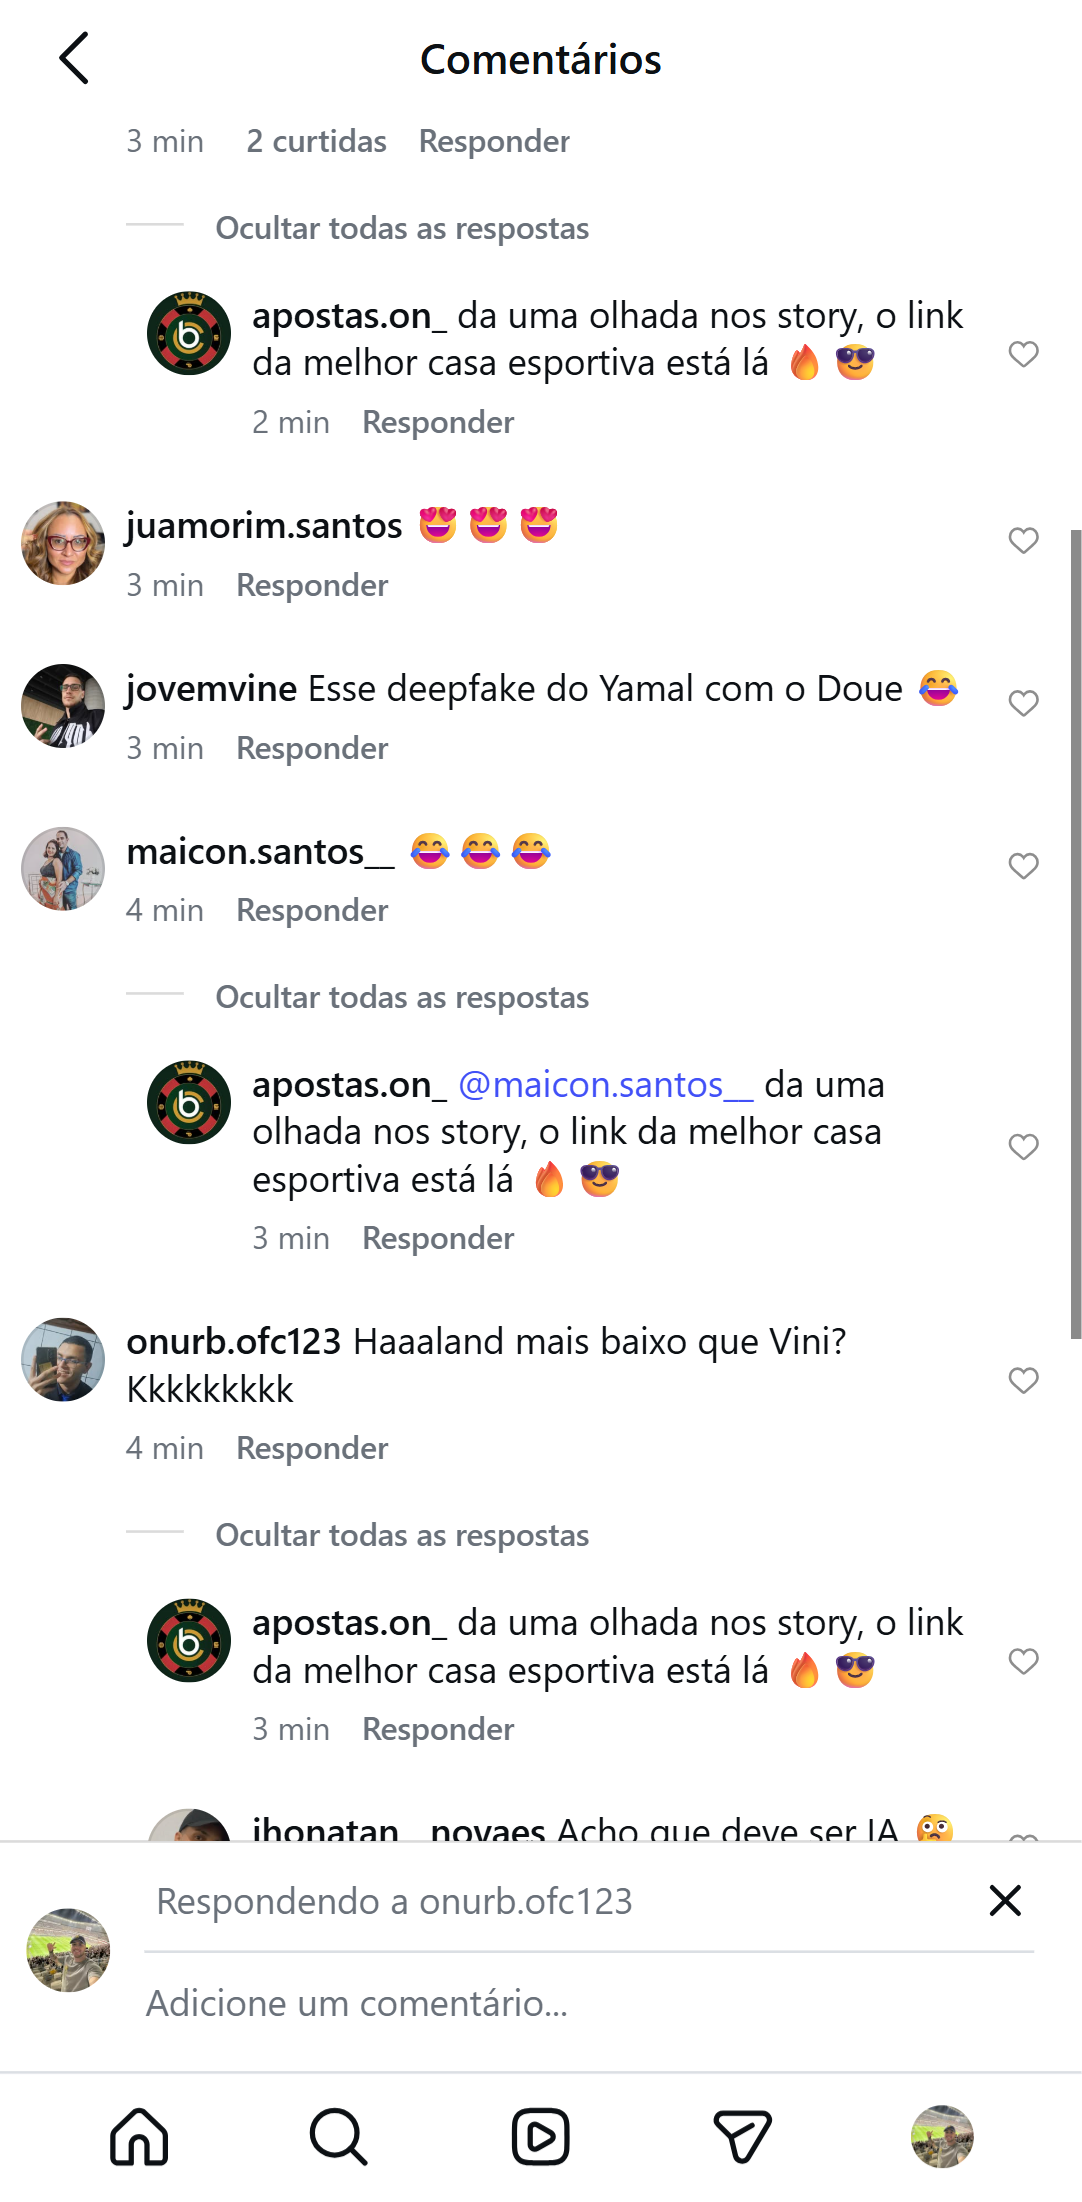 Comentários
3 min 2 curtidas Responder
Ocultar todas as respostas
apostas.on_ da uma olhada nos story, o link
da melhor casa esportiva está lá 🔥 😎
2 min Responder
juamorim.santos 😍 😍 😍
3 min Responder
jovemvine Esse deepfake do Yamal com o Doue 😂
3 min Responder
maicon.santos__ 😂 😂 😂
4 min Responder
Ocultar todas as respostas
apostas.on_ @maicon.santos__ da uma
olhada nos story, o link da melhor casa
esportiva está lá 🔥 😎
3 min Responder
onurb.ofc123 Haaaland mais baixo que Vini?
Kkkkkkkkk
4 min Responder
Ocultar todas as respostas
apostas.on_ da uma olhada nos story, o link
da melhor casa esportiva está lá 🔥 😎
3 min Responder
jhonatan__novaes Acho que deve ser IA
Respondendo a onurb.ofc123
Adicione um comentário...